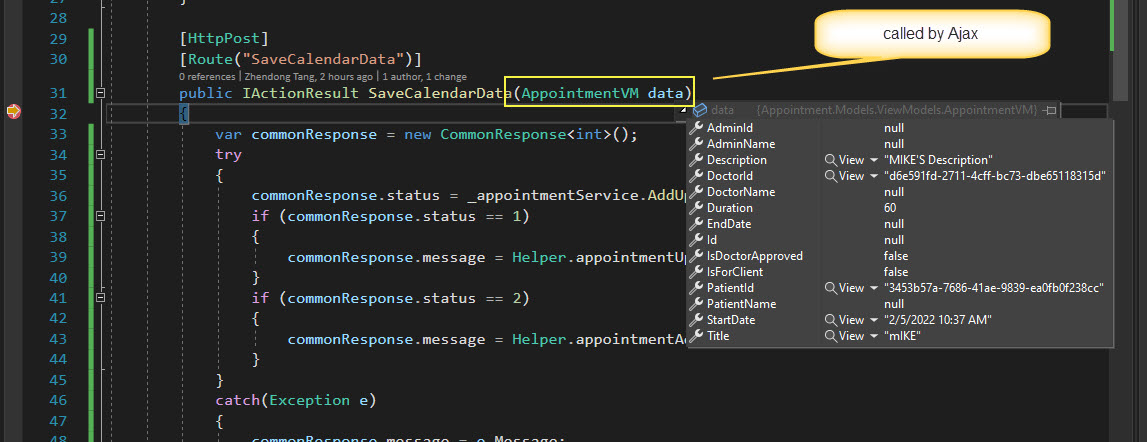 27 }
28
29 [HttpPost]
30 [Route("SaveCalendarData")]
0 references | Zhendong Tang, 2 hours ago | 1 author, 1 change
31 public IActionResult SaveCalendarData(AppointmentVM data)
called by Ajax
32 {
data {Appointment.Models.ViewModels.AppointmentVM}
33 var commonResponse = new CommonResponse<int>();
34 try
35 {
36 commonResponse.status = _appointmentService.AddUp
37 if (commonResponse.status == 1)
38 {
39 commonResponse.message = Helper.appointmentUp
40 }
41 if (commonResponse.status == 2)
42 {
43 commonResponse.message = Helper.appointmentAd
44 }
45 }
46 catch(Exception e)
47 {
48 commonResponse.message = e.Message;
AdminId null
AdminName null
Description View "MIKE'S Description"
DoctorId View "d6e591fd-2711-4cff-bc73-dbe65118315d"
DoctorName null
Duration 60
EndDate null
Id null
IsDoctorApproved false
IsForClient false
PatientId View "3453b57a-7686-41ae-9839-ea0fb0f238cc"
PatientName null
StartDate View "2/5/2022 10:37 AM"
Title View "mIKE"